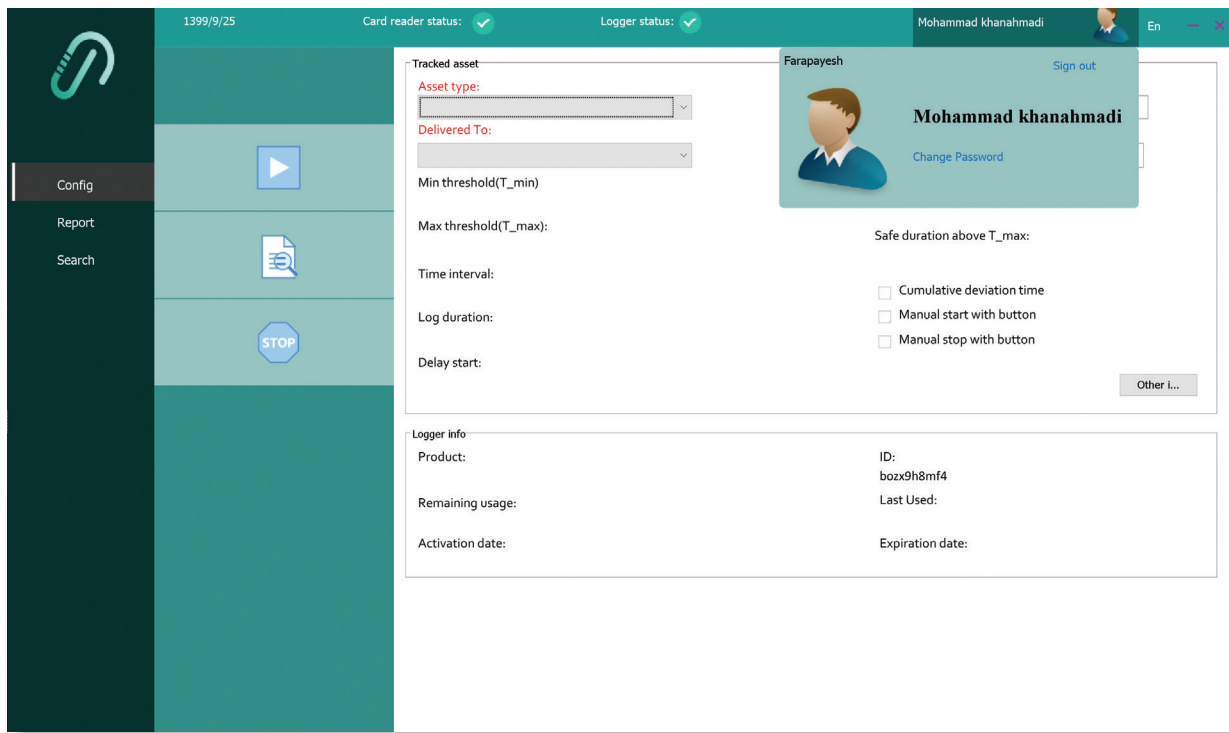 1399/9/25
Card reader status:
Logger status:
Mohammad khanahmadi
En
Config
Report
Search
STOP
Tracked asset
Asset type:
Delivered To:
Min threshold(T_min)
Max threshold(T_max):
Time interval:
Log duration:
Delay start:
Farapayesh
Sign out
Mohammad khanahmadi
Change Password
Safe duration above T_max:
Cumulative deviation time
Manual start with button
Manual stop with button
Other i...
Logger info
Product:
ID:
bozx9h8mf4
Remaining usage:
Last Used:
Activation date:
Expiration date: